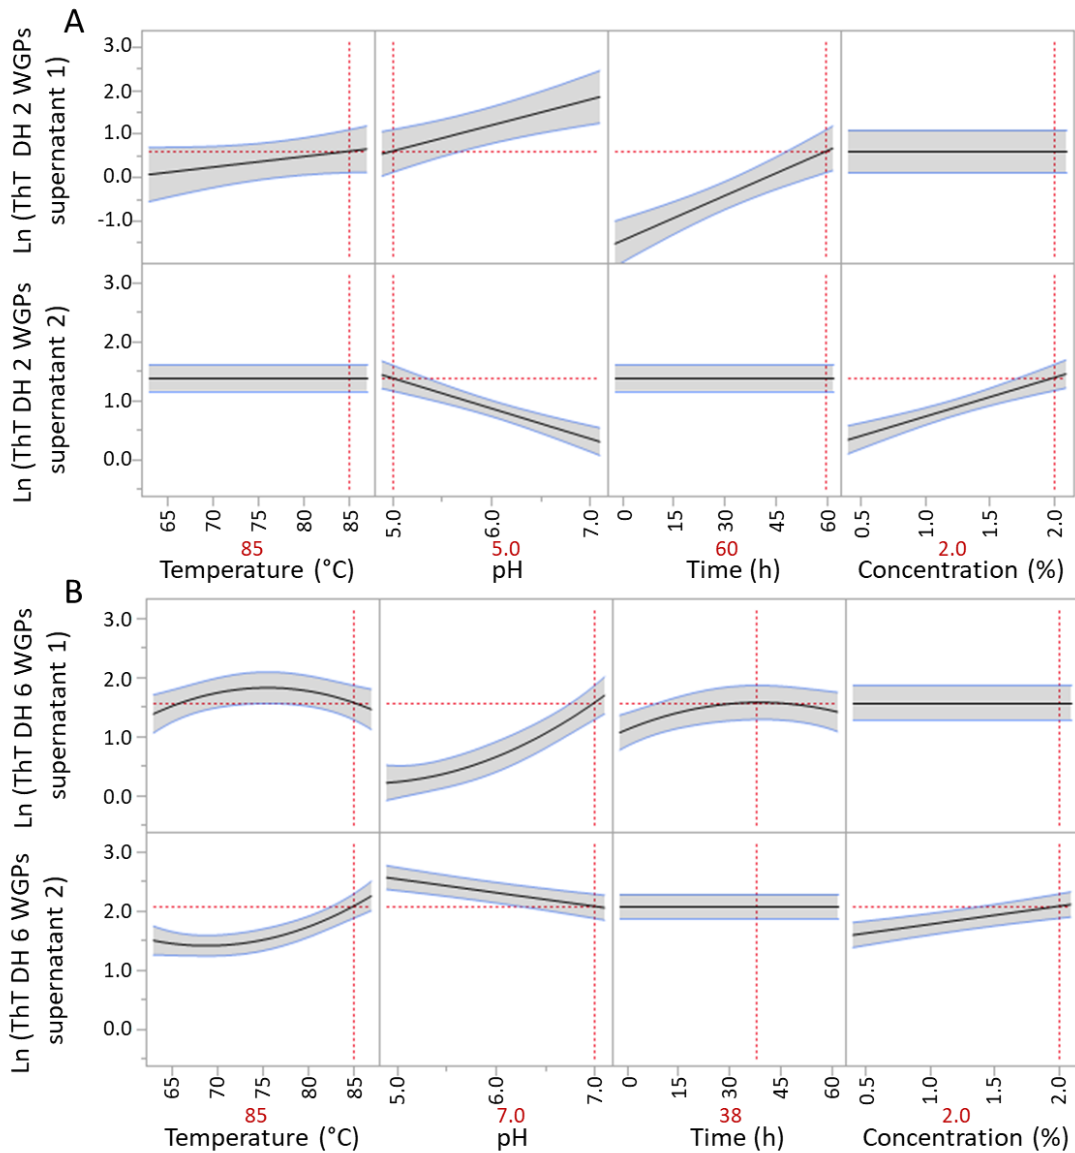 A
Ln (ThT DH 2 WGPs
supernatant 1)
3.0
2.0
1.0
0.0
-1.0
Ln (ThT DH 2 WGPs
supernatant 2)
3.0
2.0
1.0
0.0
65 70 75 80 85 5.0 6.0 7.0 0 15 30 45 60 0.5 1.0 1.5 2.0
85 5.0 60 2.0
Temperature (°C) pH Time (h) Concentration (%)
B
Ln (ThT DH 6 WGPs
supernatant 1)
3.0
2.0
1.0
0.0
Ln (ThT DH 6 WGPs
supernatant 2)
3.0
2.0
1.0
0.0
65 70 75 80 85 5.0 6.0 7.0 0 15 30 45 60 0.5 1.0 1.5 2.0
85 7.0 38 2.0
Temperature (°C) pH Time (h) Concentration (%)